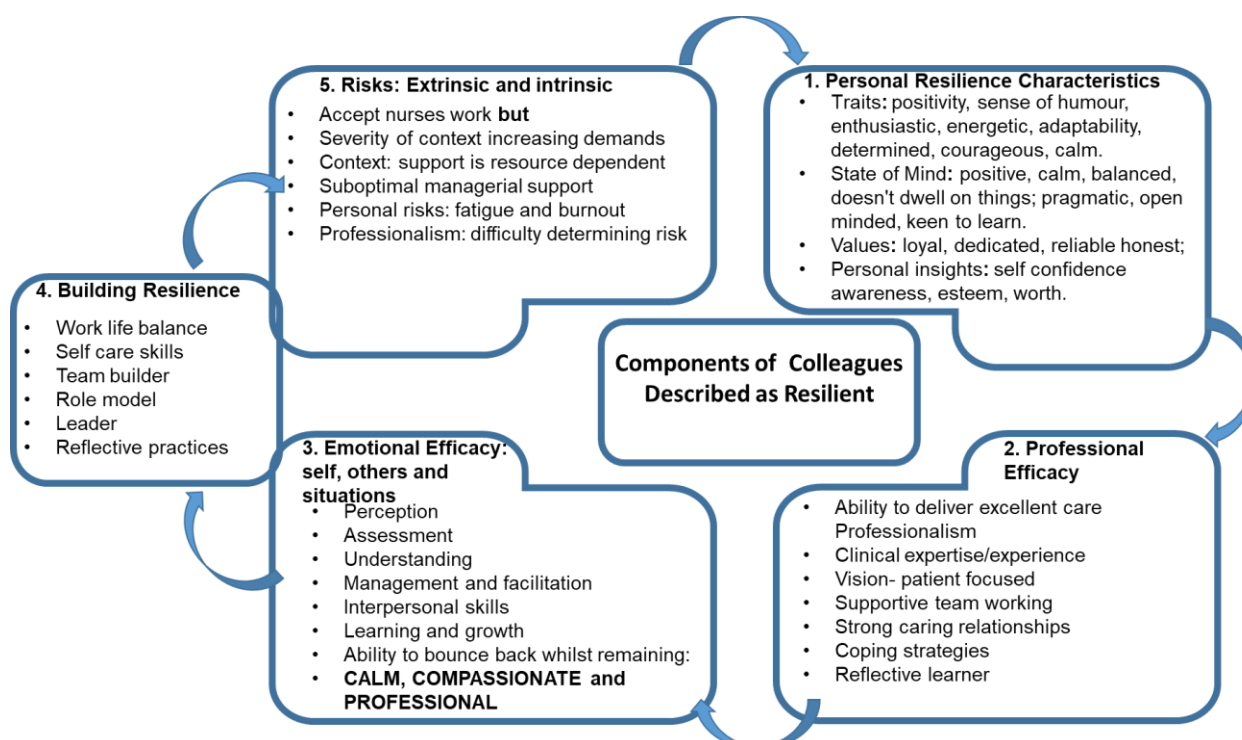 5. Risks: Extrinsic and intrinsic
• Accept nurses work but
• Severity of context increasing demands
• Context: support is resource dependent
• Suboptimal managerial support
• Personal risks: fatigue and burnout
• Professionalism: difficulty determining risk
1. Personal Resilience Characteristics
• Traits: positivity, sense of humour,
enthusiastic, energetic, adaptability,
determined, courageous, calm.
• State of Mind: positive, calm, balanced,
doesn't dwell on things; pragmatic, open
minded, keen to learn.
• Values: loyal, dedicated, reliable honest;
• Personal insights: self confidence
awareness, esteem, worth.
4. Building Resilience
• Work life balance
• Self care skills
• Team builder
• Role model
• Leader
• Reflective practices
Components of Colleagues
Described as Resilient
3. Emotional Efficacy:
self, others and
situations
• Perception
• Assessment
• Understanding
• Management and facilitation
• Interpersonal skills
• Learning and growth
• Ability to bounce back whilst remaining:
• CALM, COMPASSIONATE and
PROFESSIONAL
2. Professional
Efficacy
• Ability to deliver excellent care
Professionalism
• Clinical expertise/experience
• Vision- patient focused
• Supportive team working
• Strong caring relationships
• Coping strategies
• Reflective learner